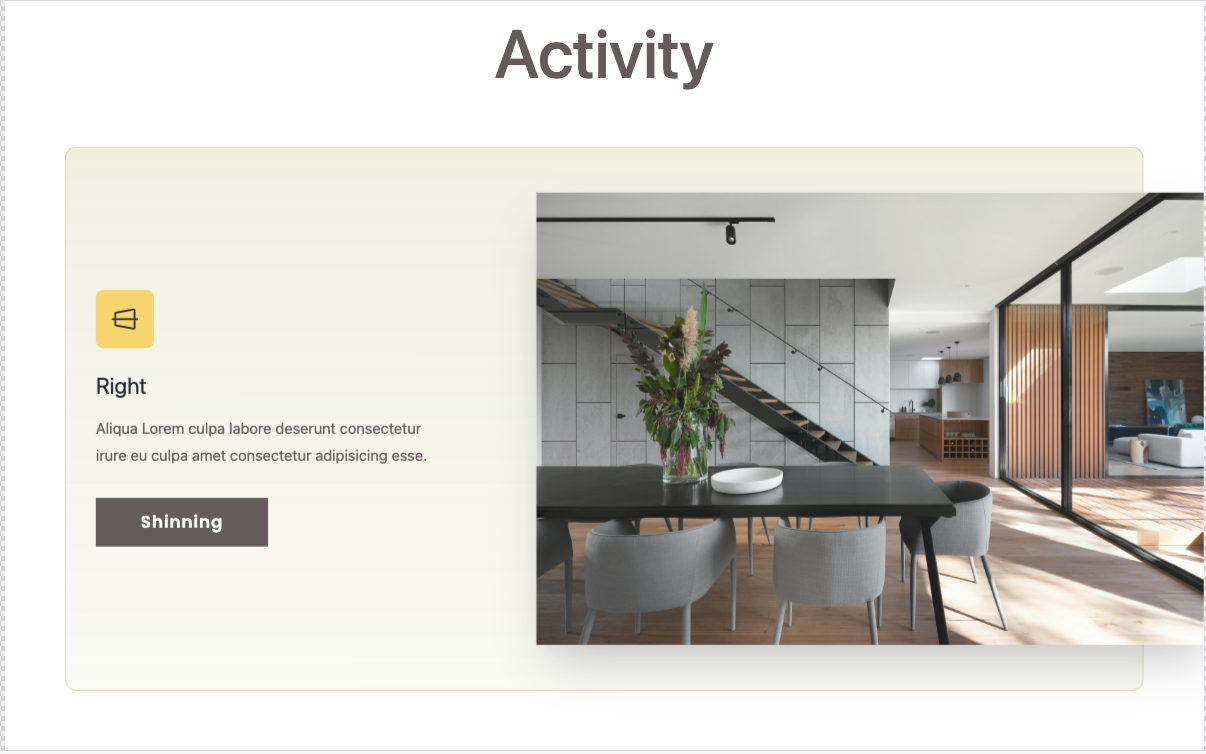 Activity
Right
Aliqua Lorem culpa labore deserunt consectetur
irure eu culpa amet consectetur adipisicing esse.
Shinning